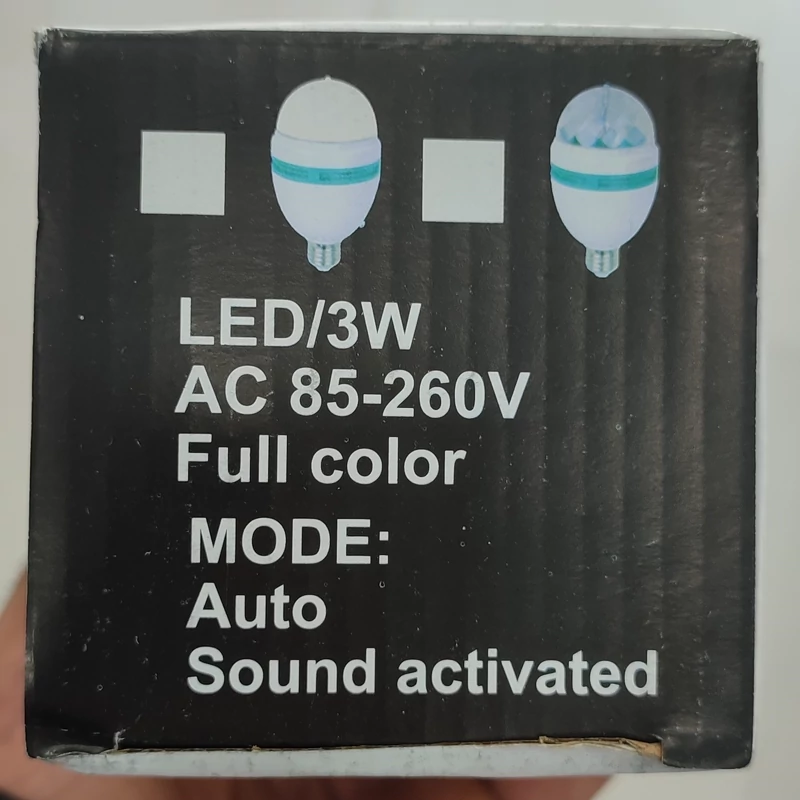 LED/3W
AC 85-260V
Full color
MODE:
Auto
Sound activated